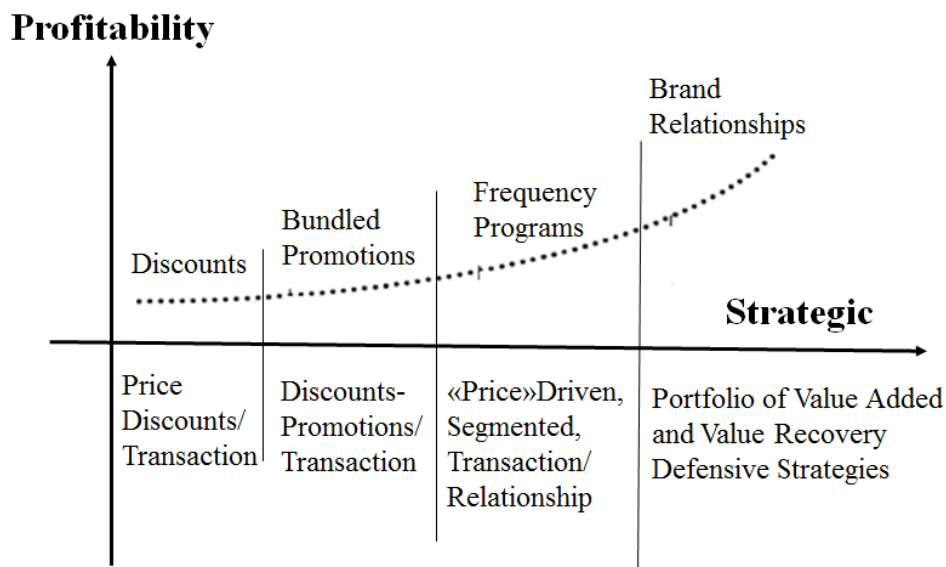 Profitability
Brand
Relationships
Frequency
Programs
Bundled
Promotions
Discounts
Strategic
Price
Discounts/
Transaction
Discounts-
Promotions/
Transaction
«Price»Driven,
Segmented,
Transaction/
Relationship
Portfolio of Value Added
and Value Recovery
Defensive Strategies